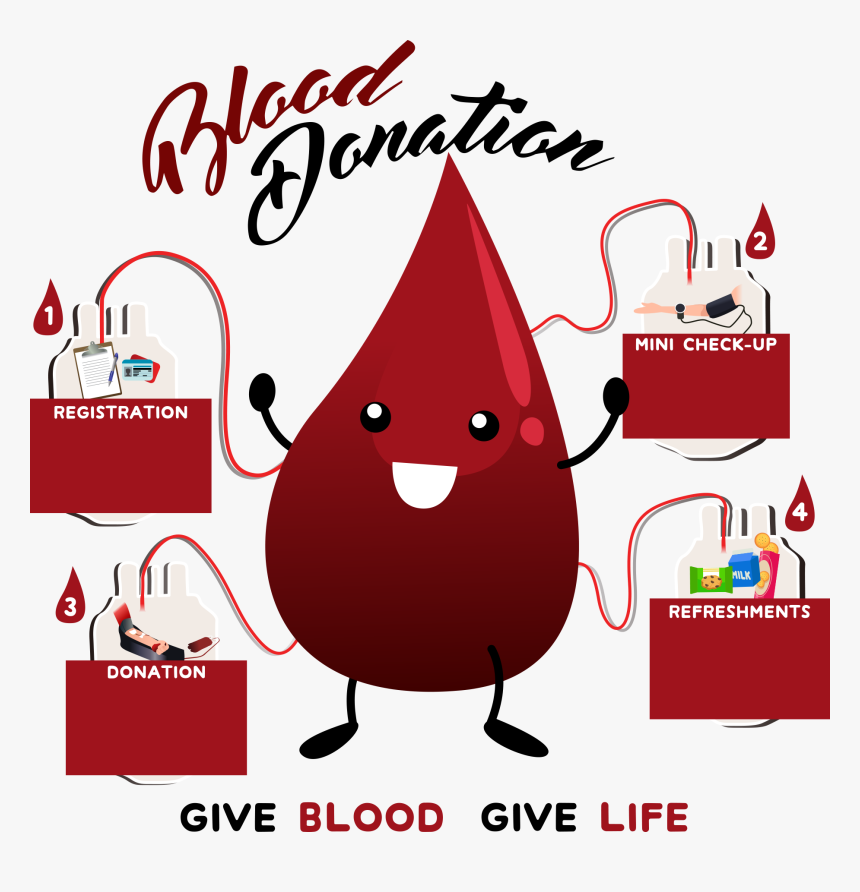 Blood
Donation
1
REGISTRATION
2
MINI CHECK-UP
3
DONATION
4
MILK
REFRESHMENTS
GIVE BLOOD GIVE LIFE